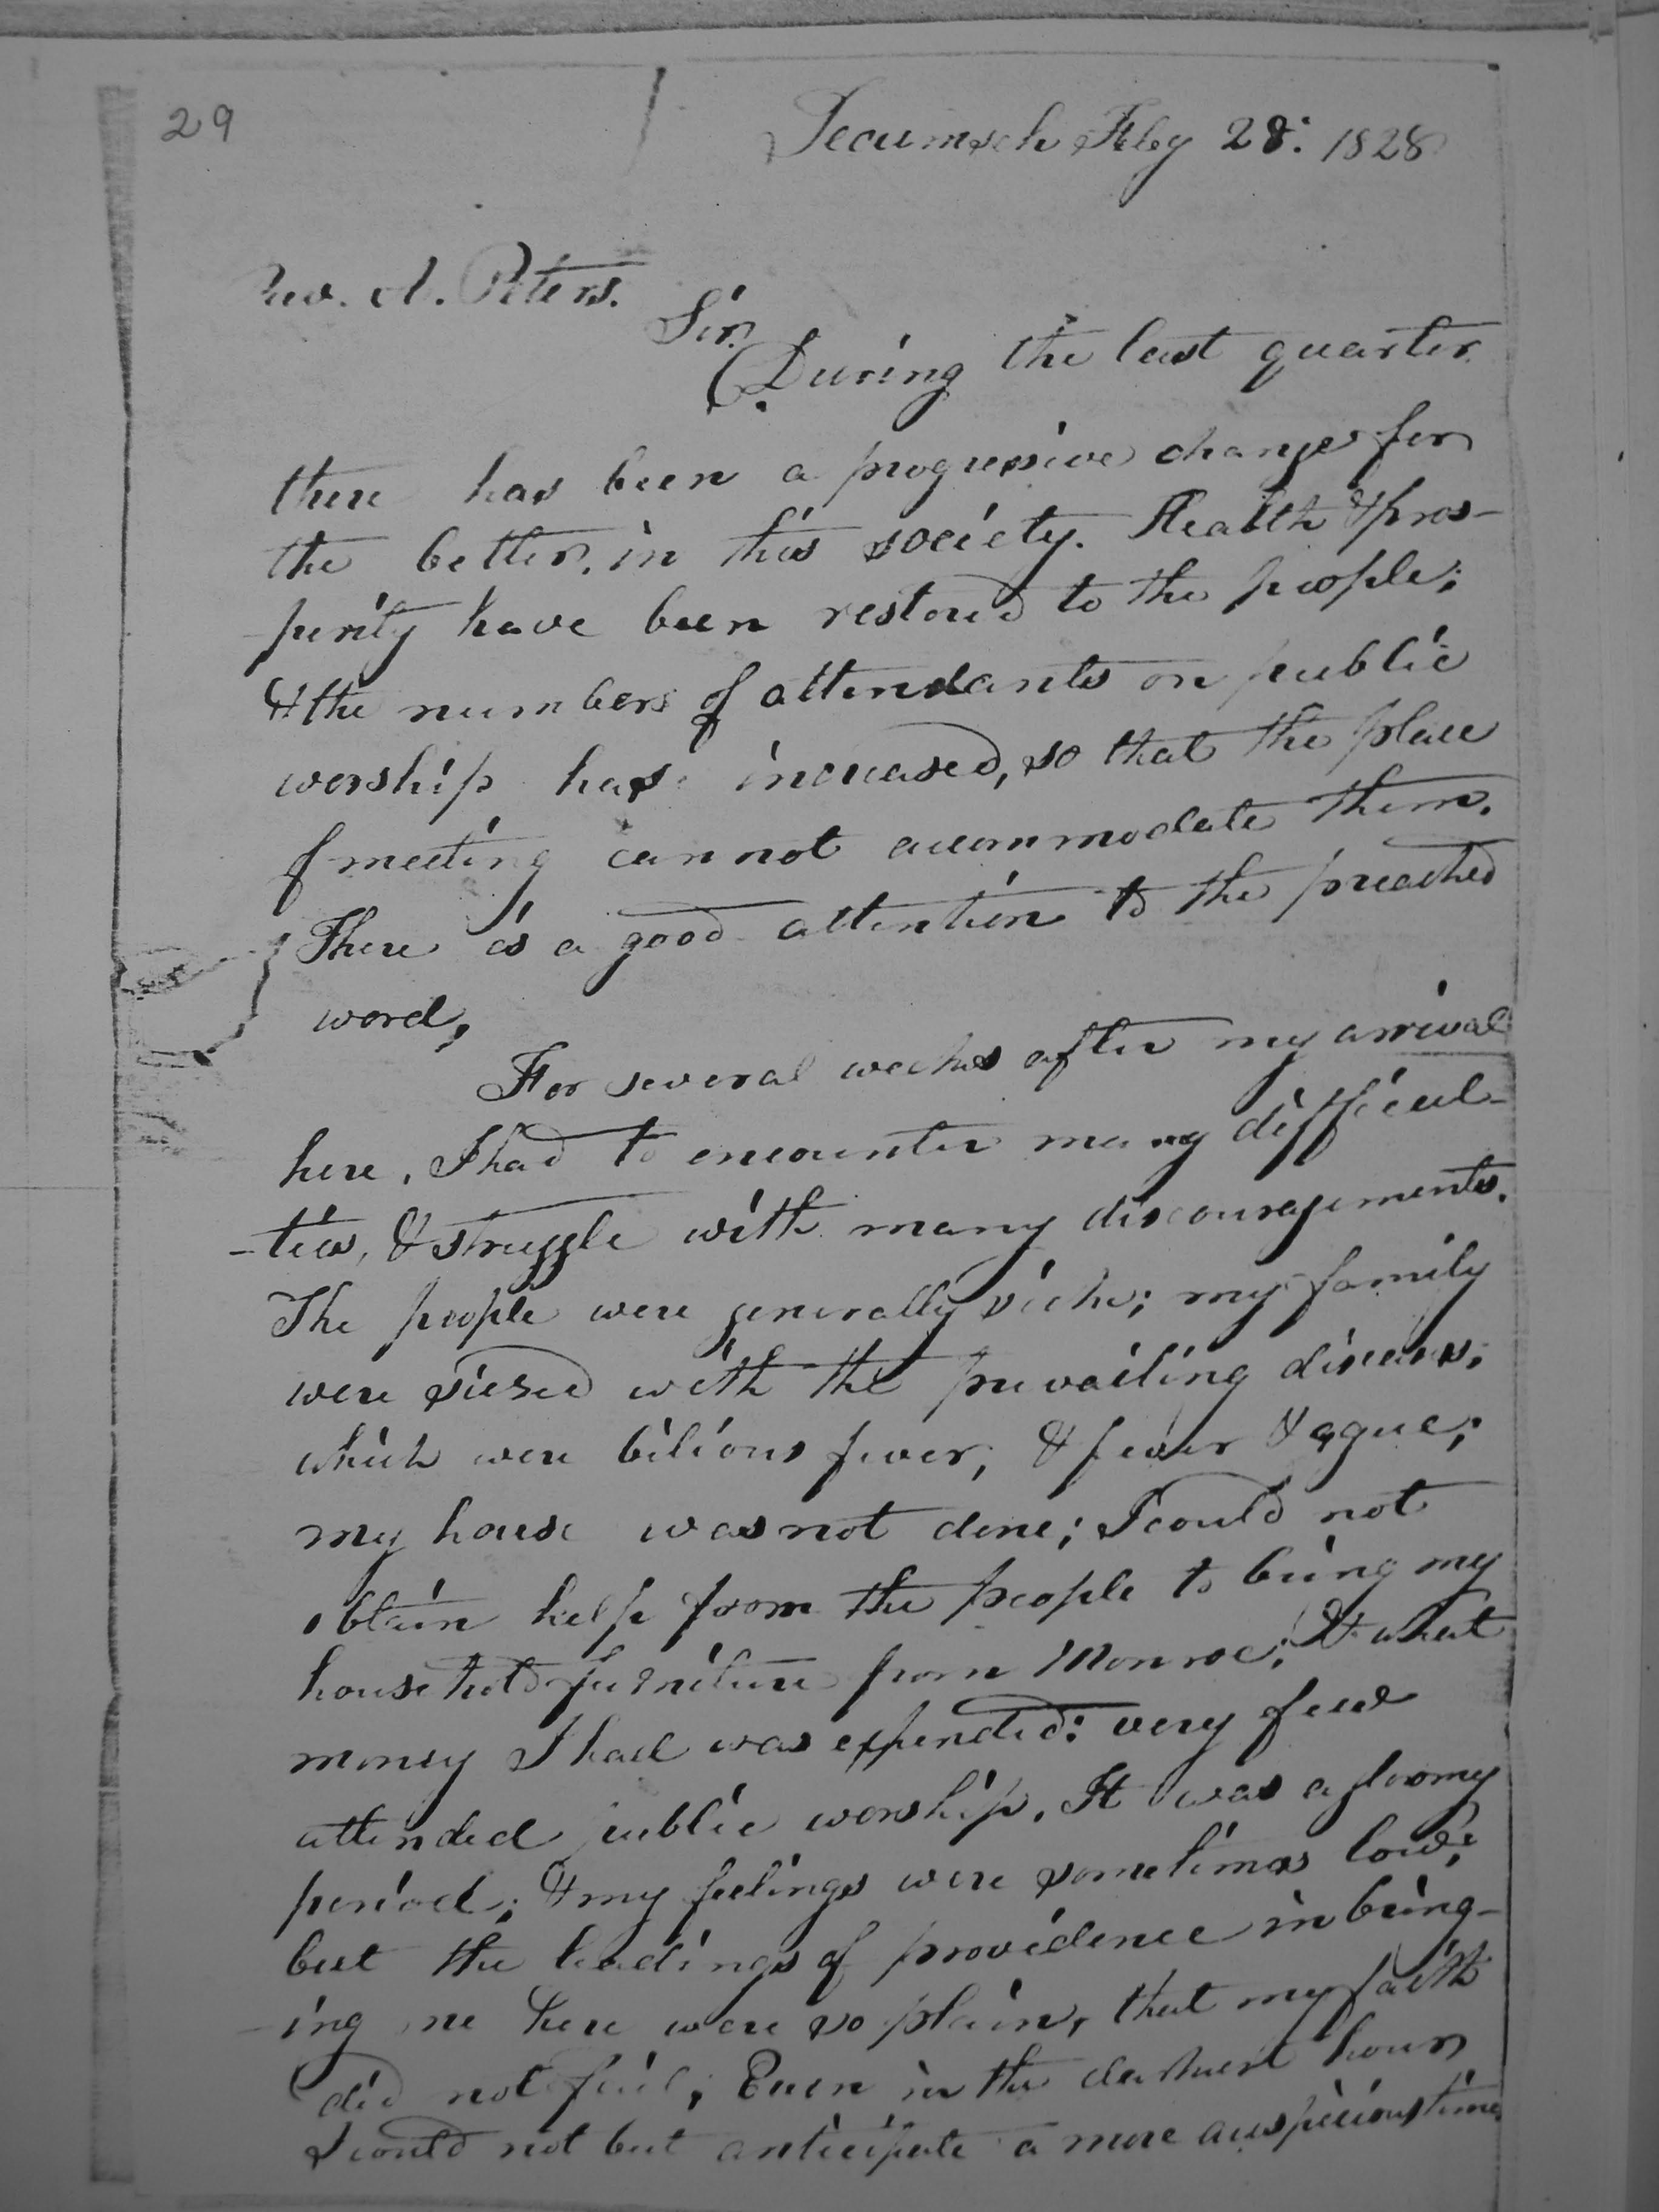 29
Tecumseh Feby 28: 1828
Rev. A. Peters.
Sir
During the last quarter
there has been a progressive change for
the better, in this society. Health & pros-
perity have been restored to the people;
& the numbers of attendants on public
worship has increased, so that the place
of meeting cannot accommodate them.
There is a good attention to the preached
word,
For several weeks after my arrival
here, I had to encounter many difficul-
-ties, & struggle with many discouragements.
The people were generally sick; my family
were siesed with the prevailing diseases;
which were bilious fever, & fever & ague;
my house was not done; I could not
obtain help from the people to bring my
household furniture from Monroe; & what
money I had was expended: very few
attended public worship. It was a gloomy
period; & my feelings were sometimes low;
but the leadings of providence in bring-
-ing me here were so plain, that my faith
did not fail; Even in the darkest hour
I could not but anticipate a more auspicious time